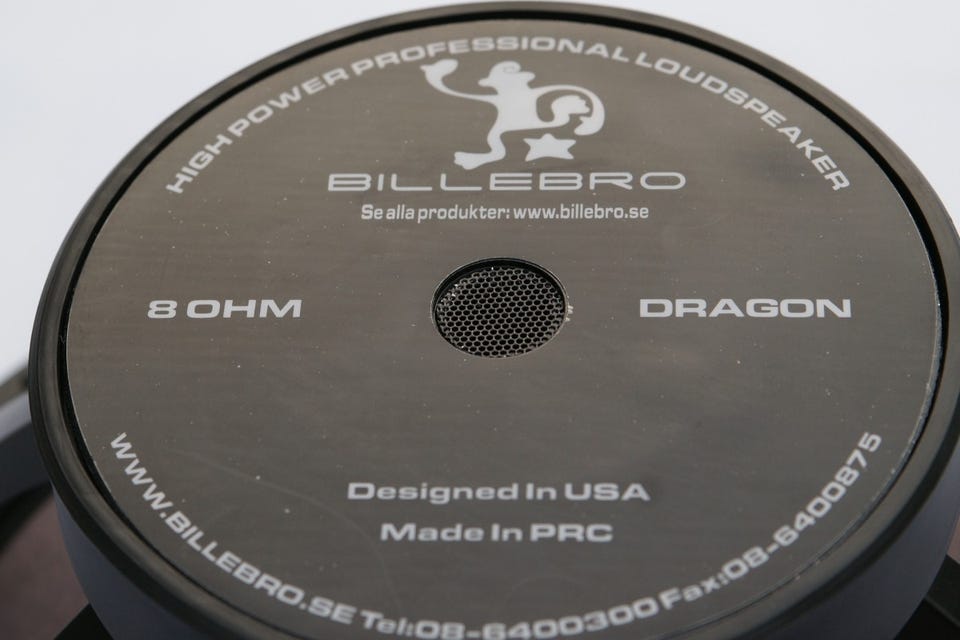 HIGH POWER PROFESSIONAL LOUDSPEAKER
BILLEBRO
Se alla produkter: www.billebro.se
8 OHM
DRAGON
Designed In USA
Made In PRC
WWW.BILLEBRO.SE Tel:08-6400300 Fax:08-6400875